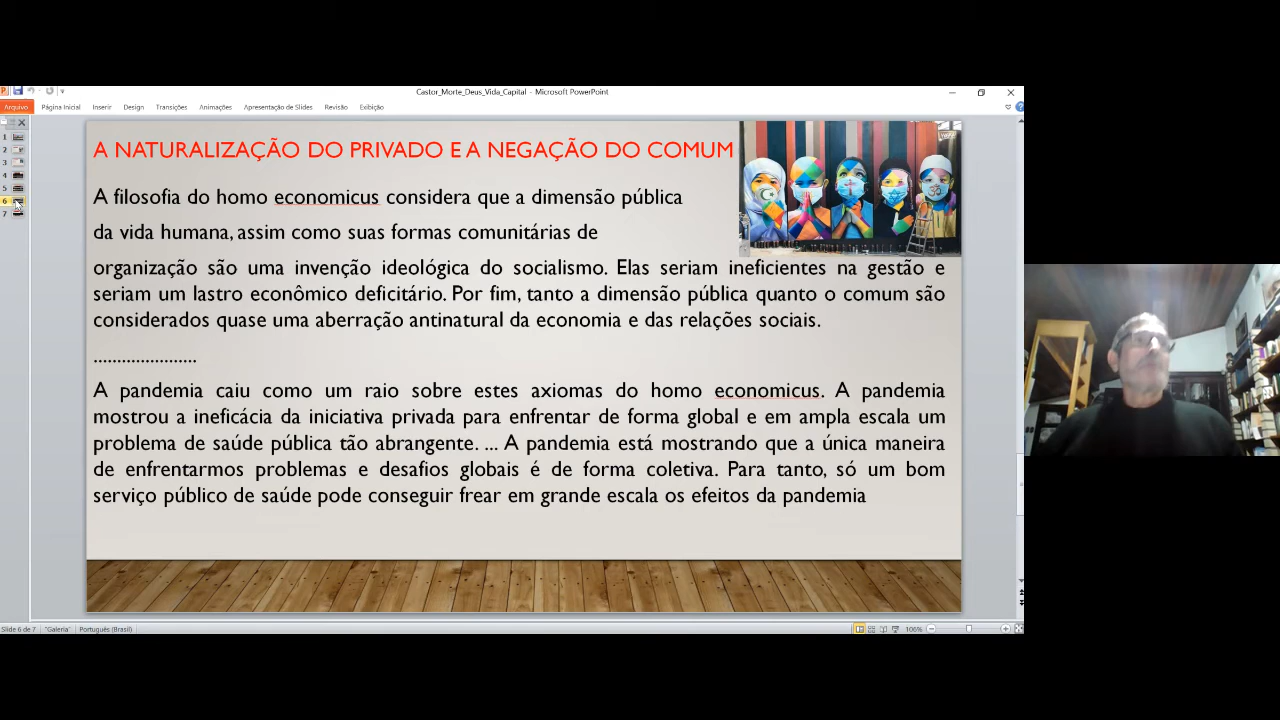 Castor_Morte_Deus_Vida_Capital - Microsoft PowerPoint
Arquivo Página Inicial Inserir Design Transições Animações Apresentação de Slides Revisão Exibição
1
2
3
4
5
6
7
A NATURALIZAÇÃO DO PRIVADO E A NEGAÇÃO DO COMUM
A filosofia do homo economicus considera que a dimensão pública
da vida humana, assim como suas formas comunitárias de
organização são uma invenção ideológica do socialismo. Elas seriam ineficientes na gestão e
seriam um lastro econômico deficitário. Por fim, tanto a dimensão pública quanto o comum são
considerados quase uma aberração antinatural da economia e das relações sociais.
......................
A pandemia caiu como um raio sobre estes axiomas do homo economicus. A pandemia
mostrou a ineficácia da iniciativa privada para enfrentar de forma global e em ampla escala um
problema de saúde pública tão abrangente. ... A pandemia está mostrando que a única maneira
de enfrentarmos problemas e desafios globais é de forma coletiva. Para tanto, só um bom
serviço público de saúde pode conseguir frear em grande escala os efeitos da pandemia
Slide 6 de 7 "Galeria" Português (Brasil) 106%